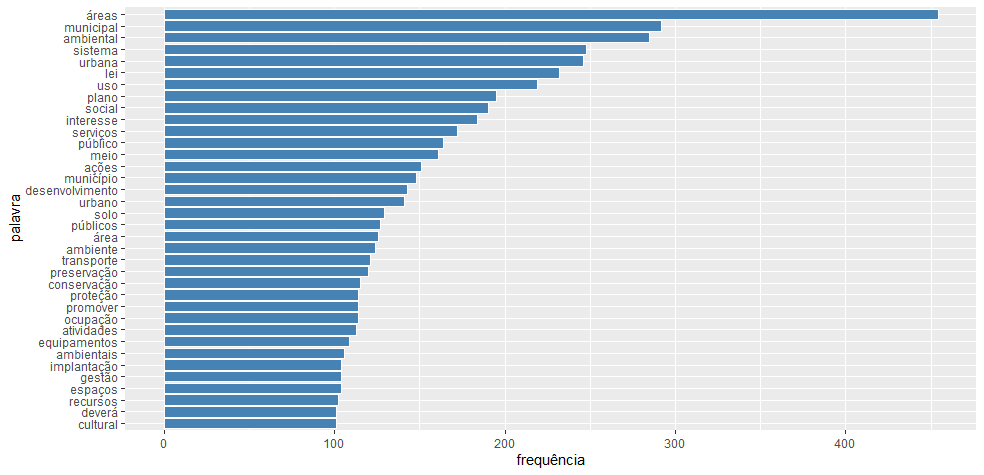 áreas
municipal
ambiental
sistema
urbana
lei
uso
plano
social
interesse
serviços
público
meio
ações
município
desenvolvimento
urbano
solo
públicos
área
ambiente
transporte
preservação
conservação
proteção
promover
ocupação
atividades
equipamentos
ambientais
implantação
gestão
espaços
recursos
deverá
cultural
palavra
0 100 200 300 400
frequência